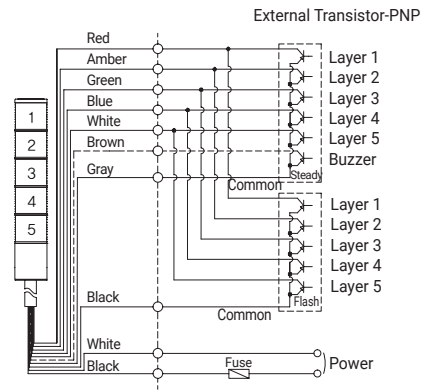 External Transistor-PNP
Red
Amber
Green
Blue
White
Brown
Gray
Layer 1
Layer 2
Layer 3
Layer 4
Layer 5
Buzzer
Steady
Common
1
2
3
4
5
Layer 1
Layer 2
Layer 3
Layer 4
Layer 5
Flash
Black
Common
White
Black
Fuse
Power